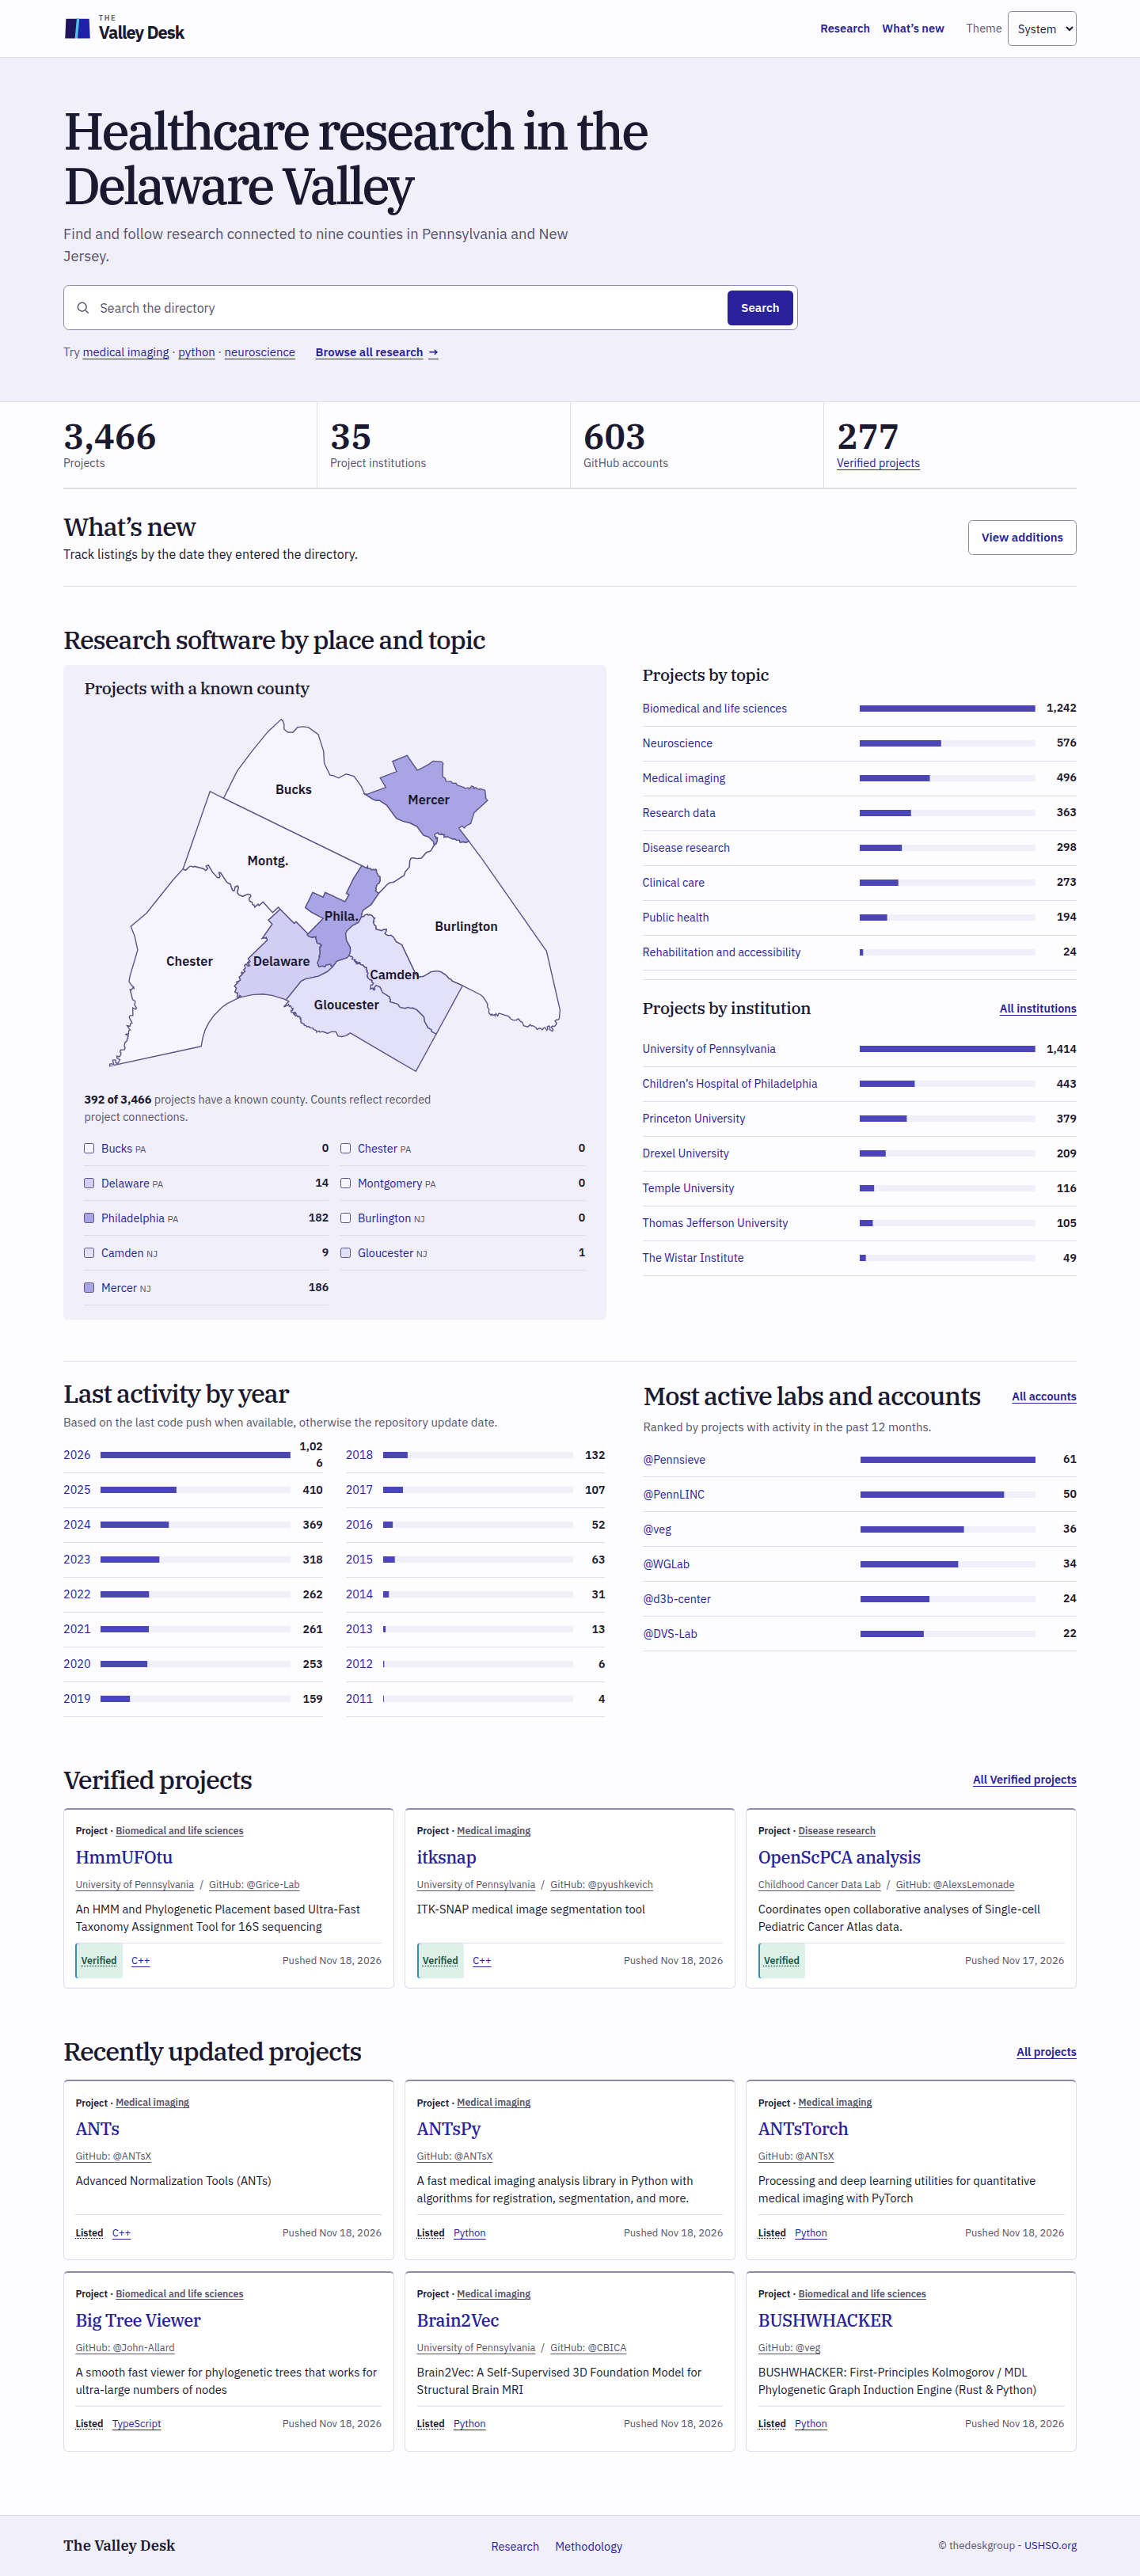 THE
Valley Desk
Research
What's new
Theme
System
Healthcare research in the
Delaware Valley
Find and follow research connected to nine counties in Pennsylvania and New
Jersey.
Search the directory
Search
Try medical imaging · python · neuroscience
Browse all research →
3,466
Projects
35
Project institutions
603
GitHub accounts
277
Verified projects
What's new
Track listings by the date they entered the directory.
View additions
Research software by place and topic
Projects with a known county
Bucks
Mercer
Montg.
Phila.
Burlington
Chester
Delaware
Camden
Gloucester
392 of 3,466 projects have a known county. Counts reflect recorded
project connections.
Bucks PA 0
Chester PA 0
Delaware PA 14
Montgomery PA 0
Philadelphia PA 182
Burlington NJ 0
Camden NJ 9
Gloucester NJ 1
Mercer NJ 186
Projects by topic
Biomedical and life sciences 1,242
Neuroscience 576
Medical imaging 496
Research data 363
Disease research 298
Clinical care 273
Public health 194
Rehabilitation and accessibility 24
Projects by institution
All institutions
University of Pennsylvania 1,414
Children's Hospital of Philadelphia 443
Princeton University 379
Drexel University 209
Temple University 116
Thomas Jefferson University 105
The Wistar Institute 49
Last activity by year
Based on the last code push when available, otherwise the repository update date.
2026 1,02
6
2025 410
2024 369
2023 318
2022 262
2021 261
2020 253
2019 159
2018 132
2017 107
2016 52
2015 63
2014 31
2013 13
2012 6
2011 4
Most active labs and accounts
All accounts
Ranked by projects with activity in the past 12 months.
@Pennsieve 61
@PennLINC 50
@veg 36
@WGLab 34
@d3b-center 24
@DVS-Lab 22
Verified projects
All Verified projects
Project · Biomedical and life sciences
HmmUFOtu
University of Pennsylvania / GitHub: @Grice-Lab
An HMM and Phylogenetic Placement based Ultra-Fast
Taxonomy Assignment Tool for 16S sequencing
Verified C++ Pushed Nov 18, 2026
Project · Medical imaging
itksnap
University of Pennsylvania / GitHub: @pyushkevich
ITK-SNAP medical image segmentation tool
Verified C++ Pushed Nov 18, 2026
Project · Disease research
OpenScPCA analysis
Childhood Cancer Data Lab / GitHub: @AlexsLemonade
Coordinates open collaborative analyses of Single-cell
Pediatric Cancer Atlas data.
Verified Pushed Nov 17, 2026
Recently updated projects
All projects
Project · Medical imaging
ANTs
GitHub: @ANTsX
Advanced Normalization Tools (ANTs)
Listed C++ Pushed Nov 18, 2026
Project · Medical imaging
ANTsPy
GitHub: @ANTsX
A fast medical imaging analysis library in Python with
algorithms for registration, segmentation, and more.
Listed Python Pushed Nov 18, 2026
Project · Medical imaging
ANTsTorch
GitHub: @ANTsX
Processing and deep learning utilities for quantitative
medical imaging with PyTorch
Listed Python Pushed Nov 18, 2026
Project · Biomedical and life sciences
Big Tree Viewer
GitHub: @John-Allard
A smooth fast viewer for phylogenetic trees that works for
ultra-large numbers of nodes
Listed TypeScript Pushed Nov 18, 2026
Project · Medical imaging
Brain2Vec
University of Pennsylvania / GitHub: @CBICA
Brain2Vec: A Self-Supervised 3D Foundation Model for
Structural Brain MRI
Listed Python Pushed Nov 18, 2026
Project · Biomedical and life sciences
BUSHWHACKER
GitHub: @veg
BUSHWHACKER: First-Principles Kolmogorov / MDL
Phylogenetic Graph Induction Engine (Rust & Python)
Listed Python Pushed Nov 18, 2026
The Valley Desk
Research
Methodology
© thedeskgroup - USHSO.org